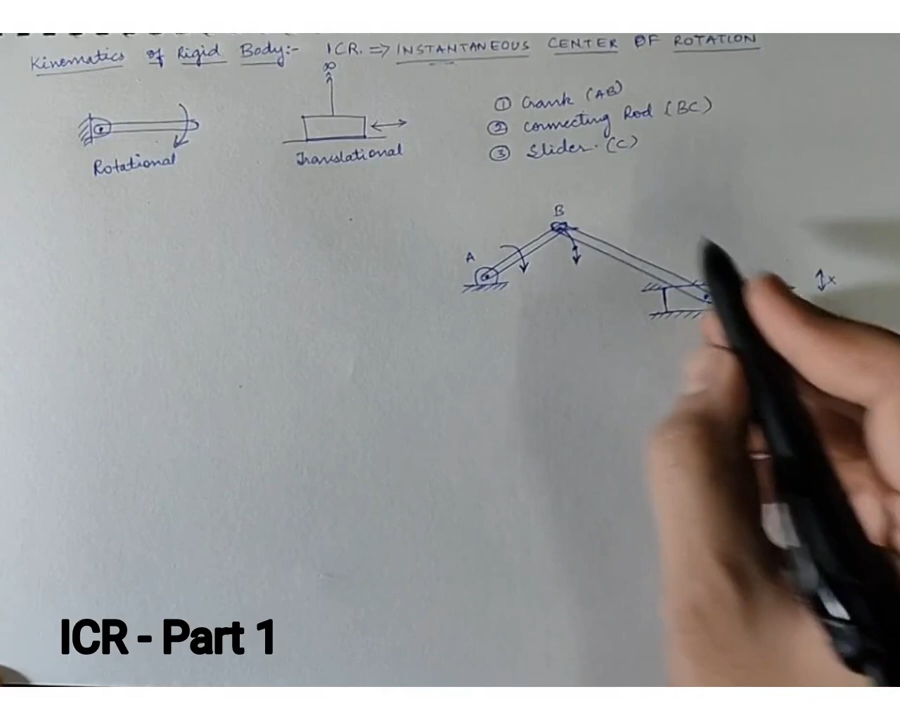 Kinematics of Rigid Body:- ICR. => INSTANTANEOUS CENTER OF ROTATION
∞
① Crank (AB)
② Connecting Rod (BC)
③ Slider. (C)
Rotational
Translational
B
A
x
ICR - Part 1